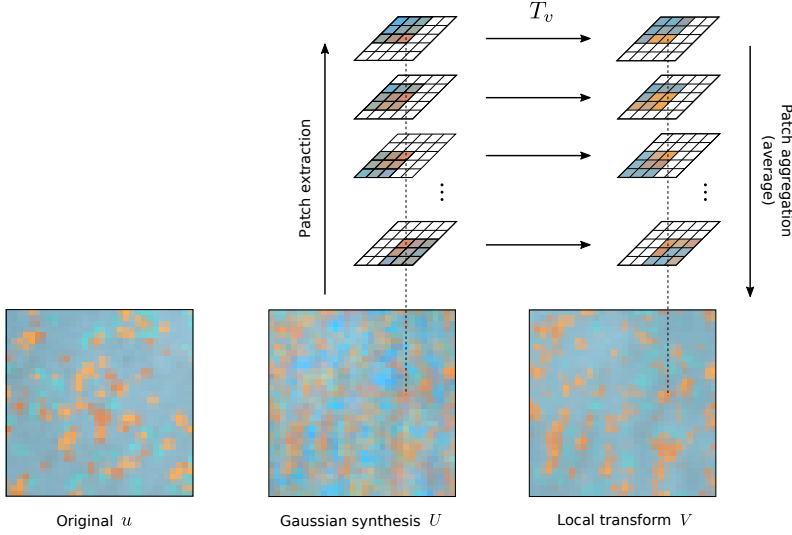 T_v
Patch extraction
Patch aggregation
(average)
⋮
⋮
Original u
Gaussian synthesis U
Local transform V